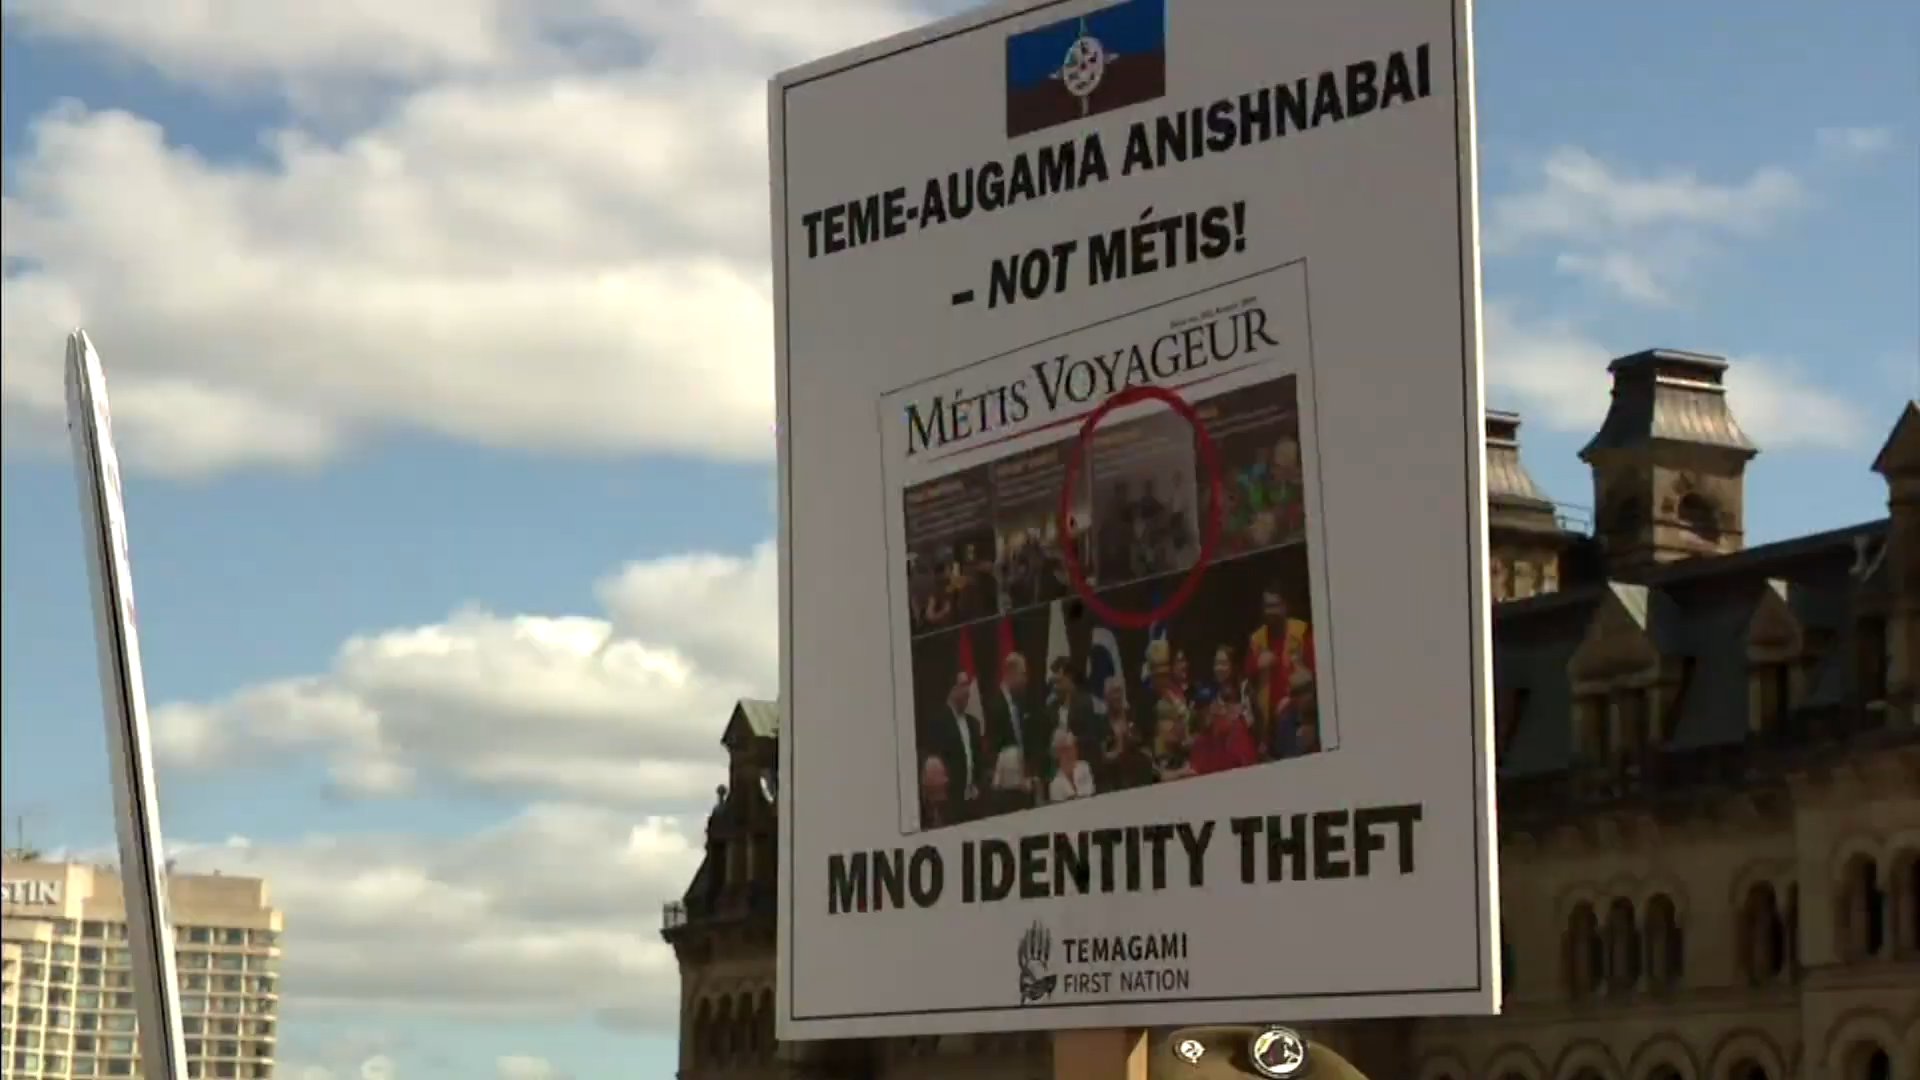 TEME-AUGAMA ANISHNABAI
– NOT MÉTIS!
MÉTIS VOYAGEUR
MNO IDENTITY THEFT
TEMAGAMI
FIRST NATION
STIN